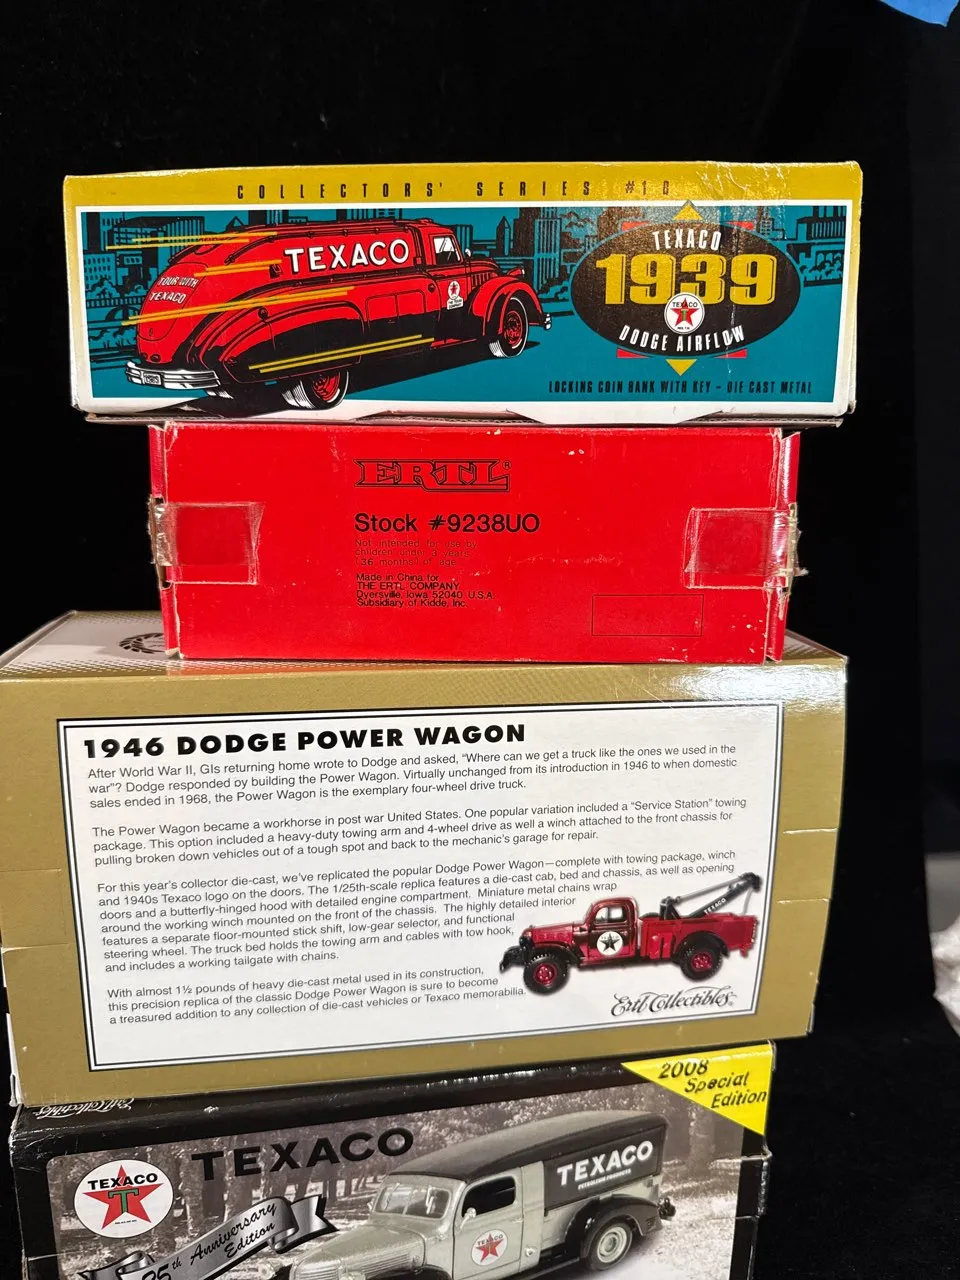 COLLECTORS' SERIES #10
TEXACO
TOUR WITH
TEXACO
TEXACO
1939
TEXACO
DODGE AIRFLOW
LOCKING COIN BANK WITH KEY - DIE CAST METAL
ERTL®
Stock #9238UO
Not intended for use by
children under 3 years
(36 months) of age.
Made in China for
THE ERTL COMPANY
Dyersville, Iowa 52040 U.S.A.
Subsidiary of Kidde, Inc.
1946 DODGE POWER WAGON
After World War II, GIs returning home wrote to Dodge and asked, "Where can we get a truck like the ones we used in the
war"? Dodge responded by building the Power Wagon. Virtually unchanged from its introduction in 1946 to when domestic
sales ended in 1968, the Power Wagon is the exemplary four-wheel drive truck.
The Power Wagon became a workhorse in post war United States. One popular variation included a "Service Station" towing
package. This option included a heavy-duty towing arm and 4-wheel drive as well a winch attached to the front chassis for
pulling broken down vehicles out of a tough spot and back to the mechanic's garage for repair.
For this year's collector die-cast, we've replicated the popular Dodge Power Wagon—complete with towing package, winch
and 1940s Texaco logo on the doors. The 1/25th-scale replica features a die-cast cab, bed and chassis, as well as opening
doors and a butterfly-hinged hood with detailed engine compartment. Miniature metal chains wrap
around the working winch mounted on the front of the chassis. The highly detailed interior
features a separate floor-mounted stick shift, low-gear selector, and functional
steering wheel. The truck bed holds the towing arm and cables with tow hook,
and includes a working tailgate with chains.
With almost 1½ pounds of heavy die-cast metal used in its construction,
this precision replica of the classic Dodge Power Wagon is sure to become
a treasured addition to any collection of die-cast vehicles or Texaco memorabilia.
TEXACO
Ertl Collectibles
Ertl Collectibles
2008
Special
Edition
TEXACO
TEXACO
T
25th Anniversary
Edition
TEXACO
PETROLEUM PRODUCTS
TEXACO